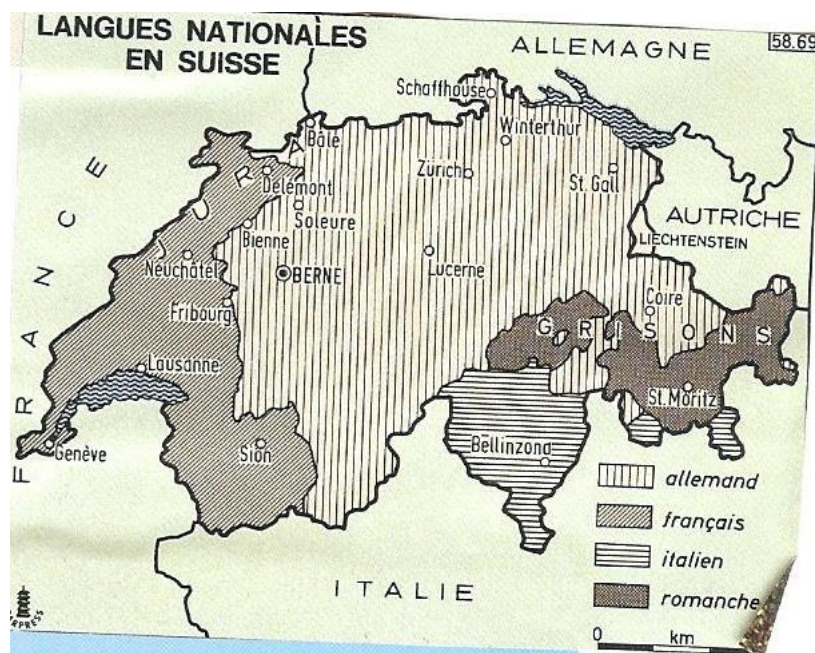 LANGUES NATIONALES
EN SUISSE
ALLEMAGNE
58.69
Schaffhouse
Bâle
Winterthur
Zürich
St. Gall
JURA
Delémont
Soleure
Bienne
AUTRICHE
LIECHTENSTEIN
FRANCE
Neuchâtel
BERNE
Lucerne
Fribourg
Coire
GRISONS
Lausanne
St. Moritz
Genève
Sion
Bellinzona
allemand
français
italien
romanche
ITALIE
0 km